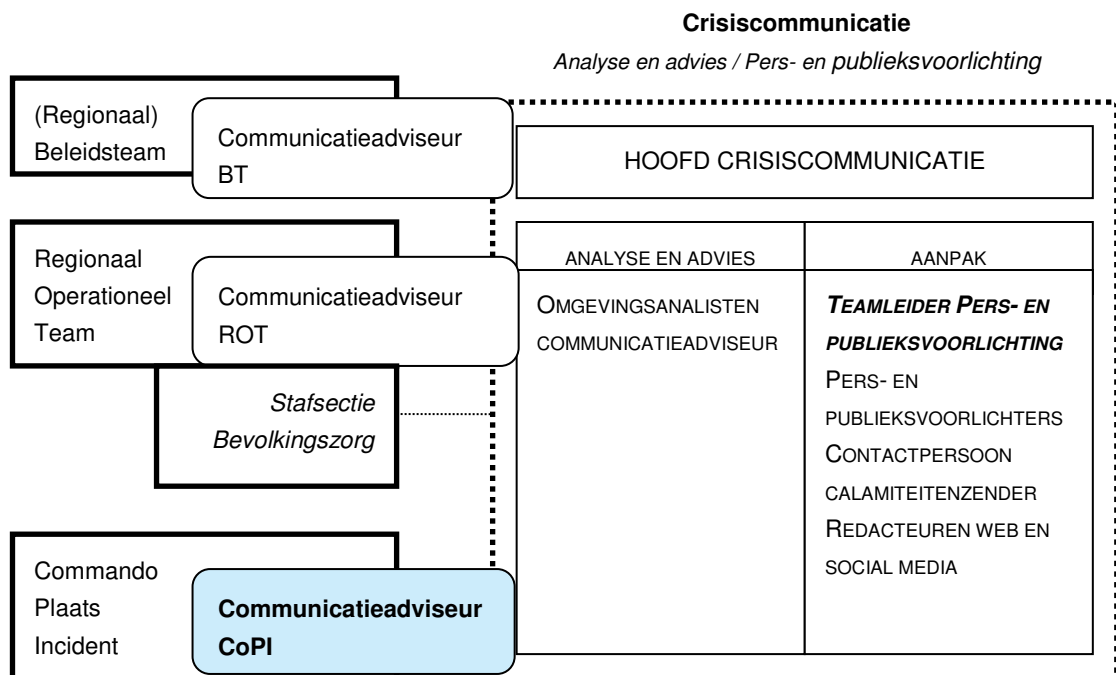 Crisiscommunicatie
Analyse en advies / Pers- en publieksvoorlichting
(Regionaal)
Beleidsteam
Communicatieadviseur
BT
HOOFD CRISISCOMMUNICATIE
Regionaal
Operationeel
Team
Communicatieadviseur
ROT
Stafsectie
Bevolkingszorg
ANALYSE EN ADVIES
OMGEVINGSANALISTEN
COMMUNICATIEADVISEUR
AANPAK
TEAMLEIDER PERS- EN
PUBLIEKSVOORLICHTING
PERS- EN
PUBLIEKSVOORLICHTERS
CONTACTPERSOON
CALAMITEITENZENDER
REDACTEUREN WEB EN
SOCIAL MEDIA
Commando
Plaats
Incident
Communicatieadviseur
CoPI